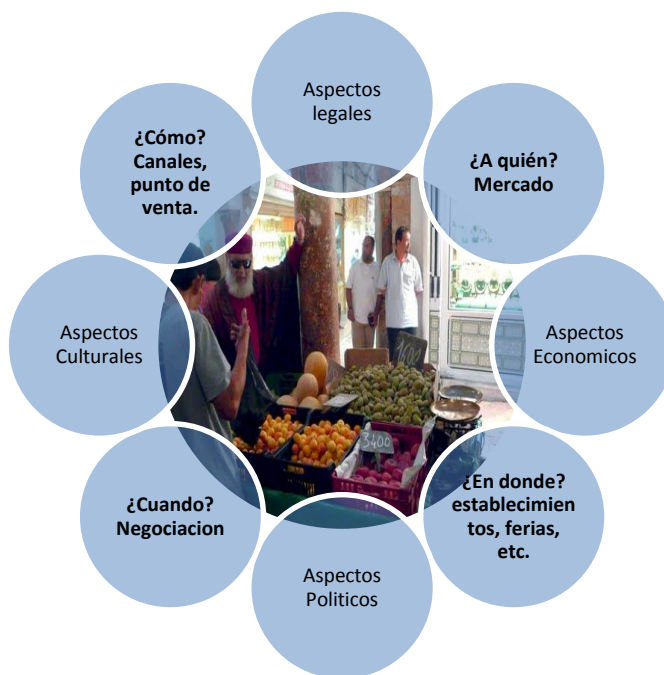 Aspectos
legales
¿A quién?
Mercado
Aspectos
Economicos
¿En donde?
establecimien
tos, ferias,
etc.
Aspectos
Politicos
¿Cuando?
Negociacion
Aspectos
Culturales
¿Cómo?
Canales,
punto de
venta.
3400